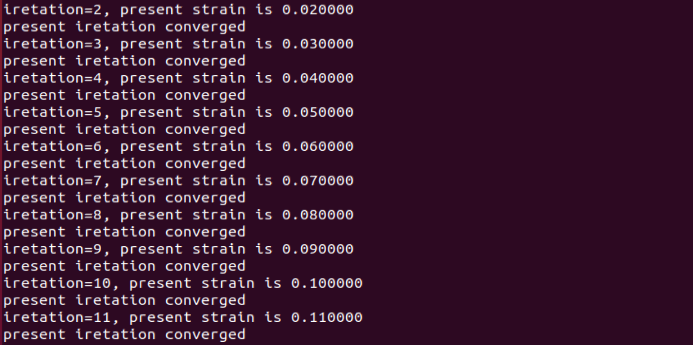 iretation=2, present strain is 0.020000
present iretation converged
iretation=3, present strain is 0.030000
present iretation converged
iretation=4, present strain is 0.040000
present iretation converged
iretation=5, present strain is 0.050000
present iretation converged
iretation=6, present strain is 0.060000
present iretation converged
iretation=7, present strain is 0.070000
present iretation converged
iretation=8, present strain is 0.080000
present iretation converged
iretation=9, present strain is 0.090000
present iretation converged
iretation=10, present strain is 0.100000
present iretation converged
iretation=11, present strain is 0.110000
present iretation converged